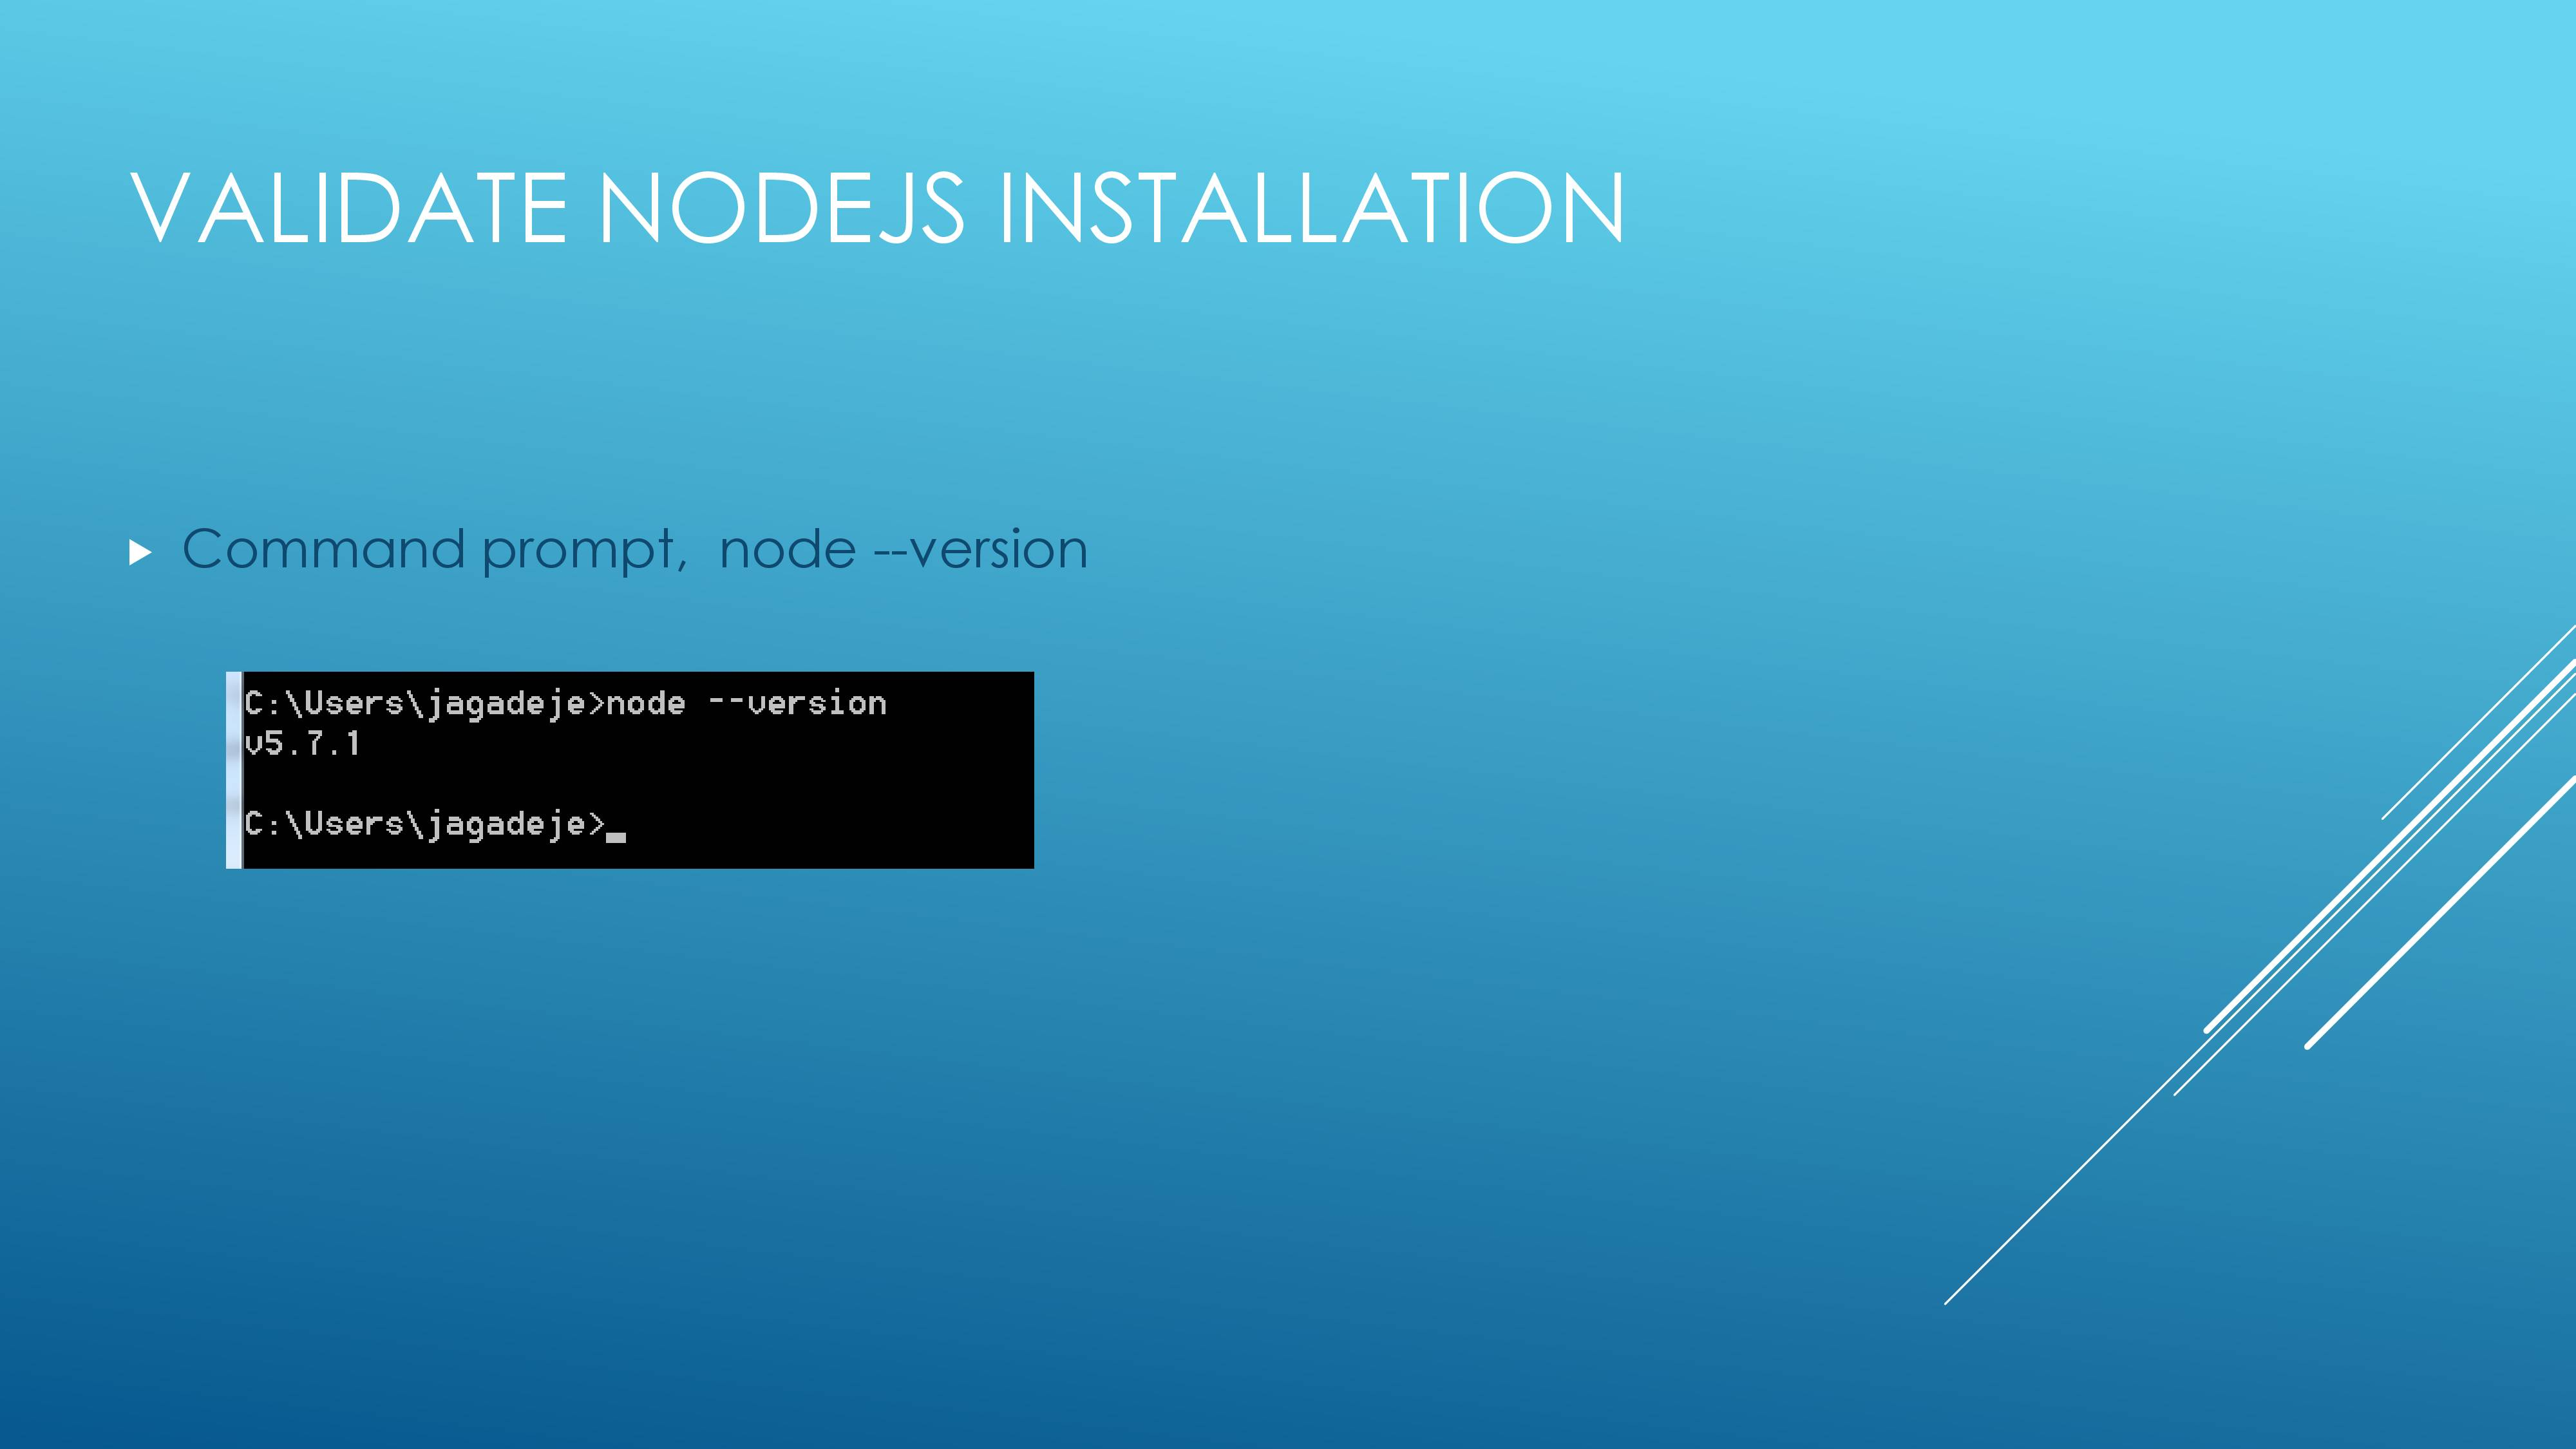 VALIDATE NODEJS INSTALLATION
Command prompt,  node --version
C:\Users\jagadeje>node --version
v5.7.1
C:\Users\jagadeje>_